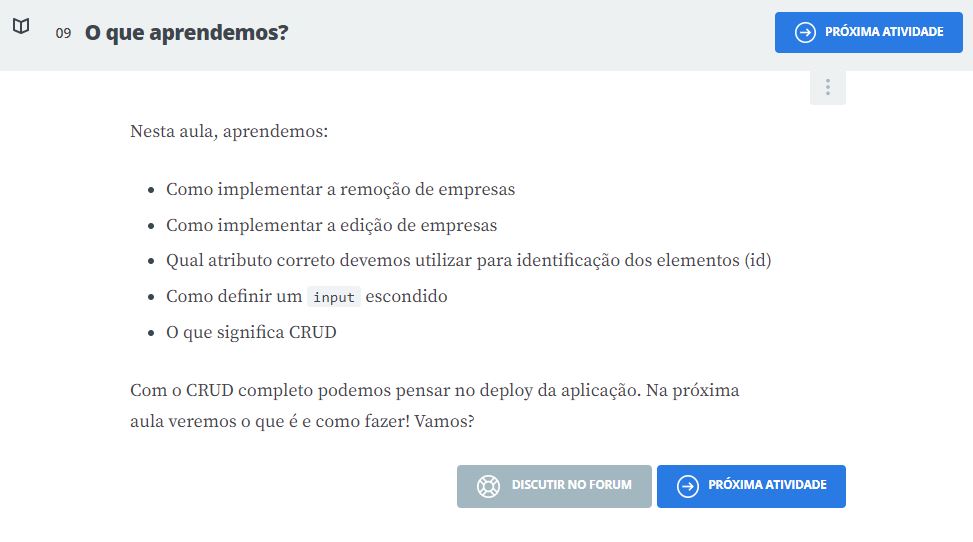 09 O que aprendemos?
PRÓXIMA ATIVIDADE
Nesta aula, aprendemos:
Como implementar a remoção de empresas
Como implementar a edição de empresas
Qual atributo correto devemos utilizar para identificação dos elementos (id)
Como definir um input escondido
O que significa CRUD
Com o CRUD completo podemos pensar no deploy da aplicação. Na próxima
aula veremos o que é e como fazer! Vamos?
DISCUTIR NO FORUM
PRÓXIMA ATIVIDADE